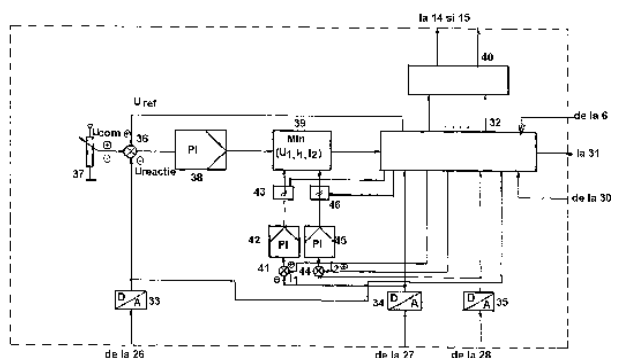 la 14 si 15
40
Uref
39
32
de la 6
Ucom
36
Min
(U1,I1,I2)
PI
la 31
37
Ureactie
38
43
46
de la 30
42
PI
PI
45
41
I1
44
I2
D
A
33
34
D
A
D
A
35
de la 26
de la 27
de la 28